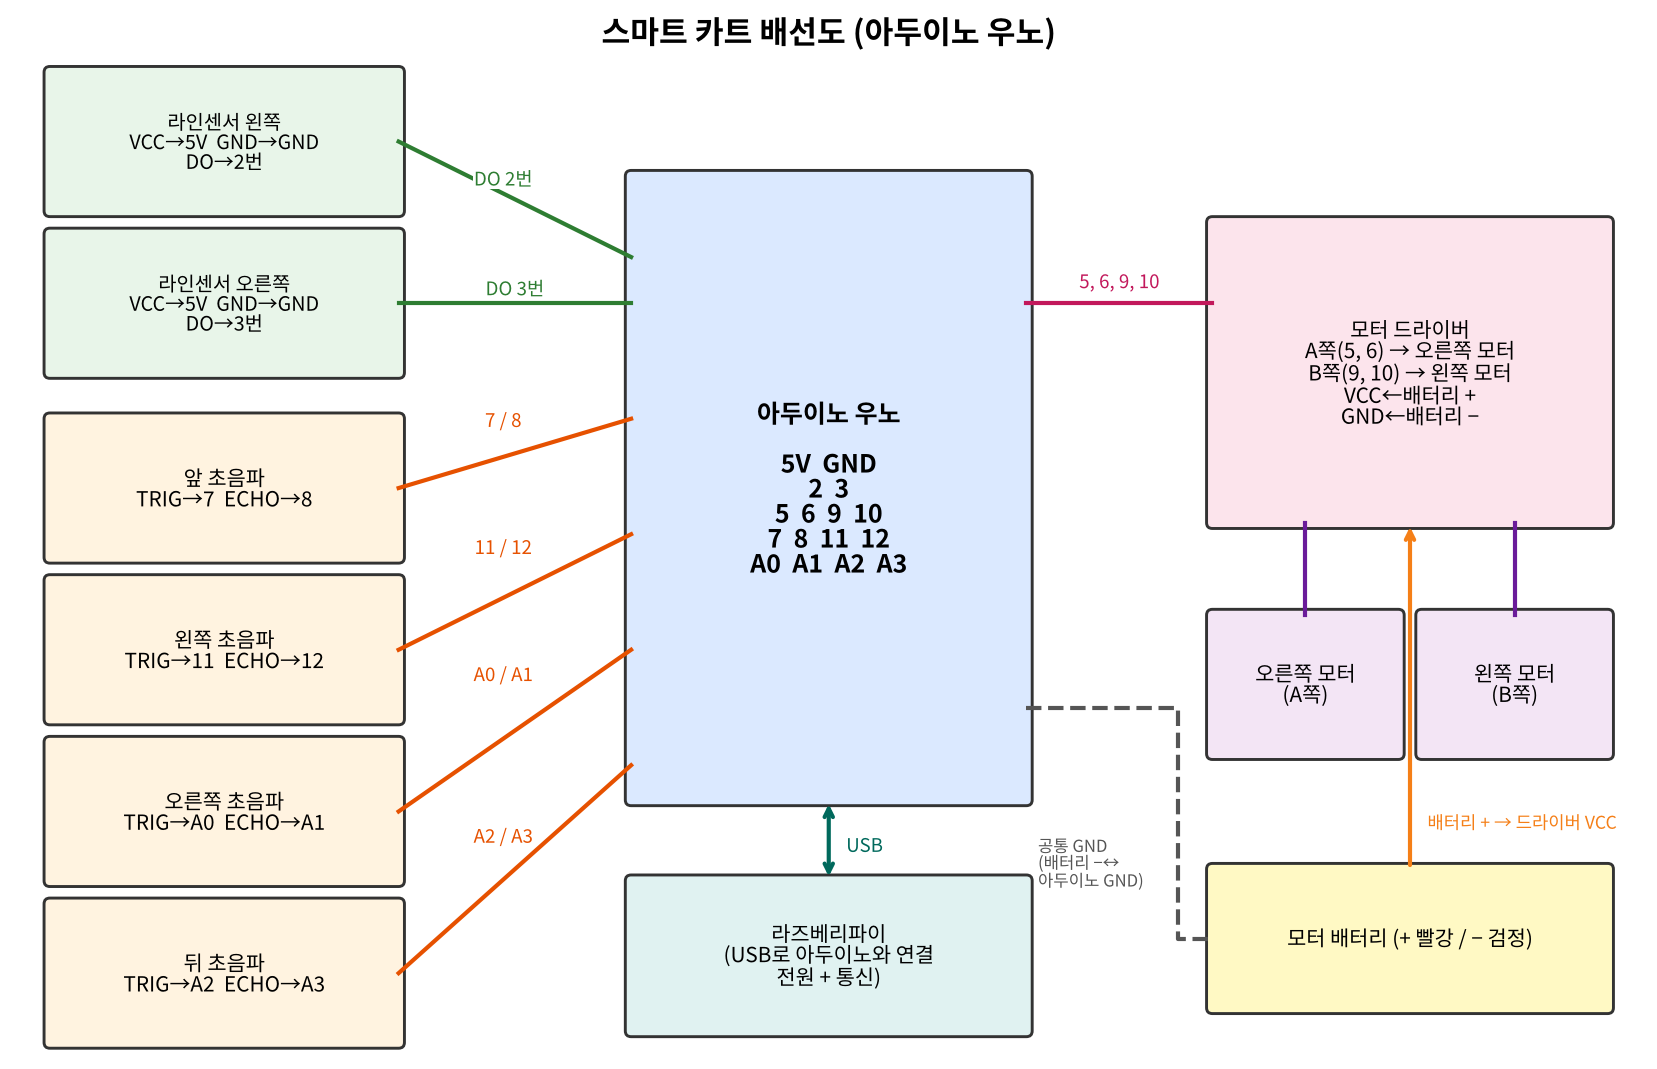 스마트 카트 배선도 (아두이노 우노)
라인센서 왼쪽
VCC→5V GND→GND
DO→2번
DO 2번
라인센서 오른쪽
VCC→5V GND→GND
DO→3번
DO 3번
앞 초음파
TRIG→7 ECHO→8
7 / 8
왼쪽 초음파
TRIG→11 ECHO→12
11 / 12
오른쪽 초음파
TRIG→A0 ECHO→A1
A0 / A1
뒤 초음파
TRIG→A2 ECHO→A3
A2 / A3
아두이노 우노
5V GND
2 3
5 6 9 10
7 8 11 12
A0 A1 A2 A3
USB
라즈베리파이
(USB로 아두이노와 연결
전원 + 통신)
5, 6, 9, 10
모터 드라이버
A쪽(5, 6) → 오른쪽 모터
B쪽(9, 10) → 왼쪽 모터
VCC←배터리 +
GND←배터리 −
오른쪽 모터
(A쪽)
왼쪽 모터
(B쪽)
배터리 + → 드라이버 VCC
공통 GND
(배터리 −↔
아두이노 GND)
모터 배터리 (+ 빨강 / − 검정)